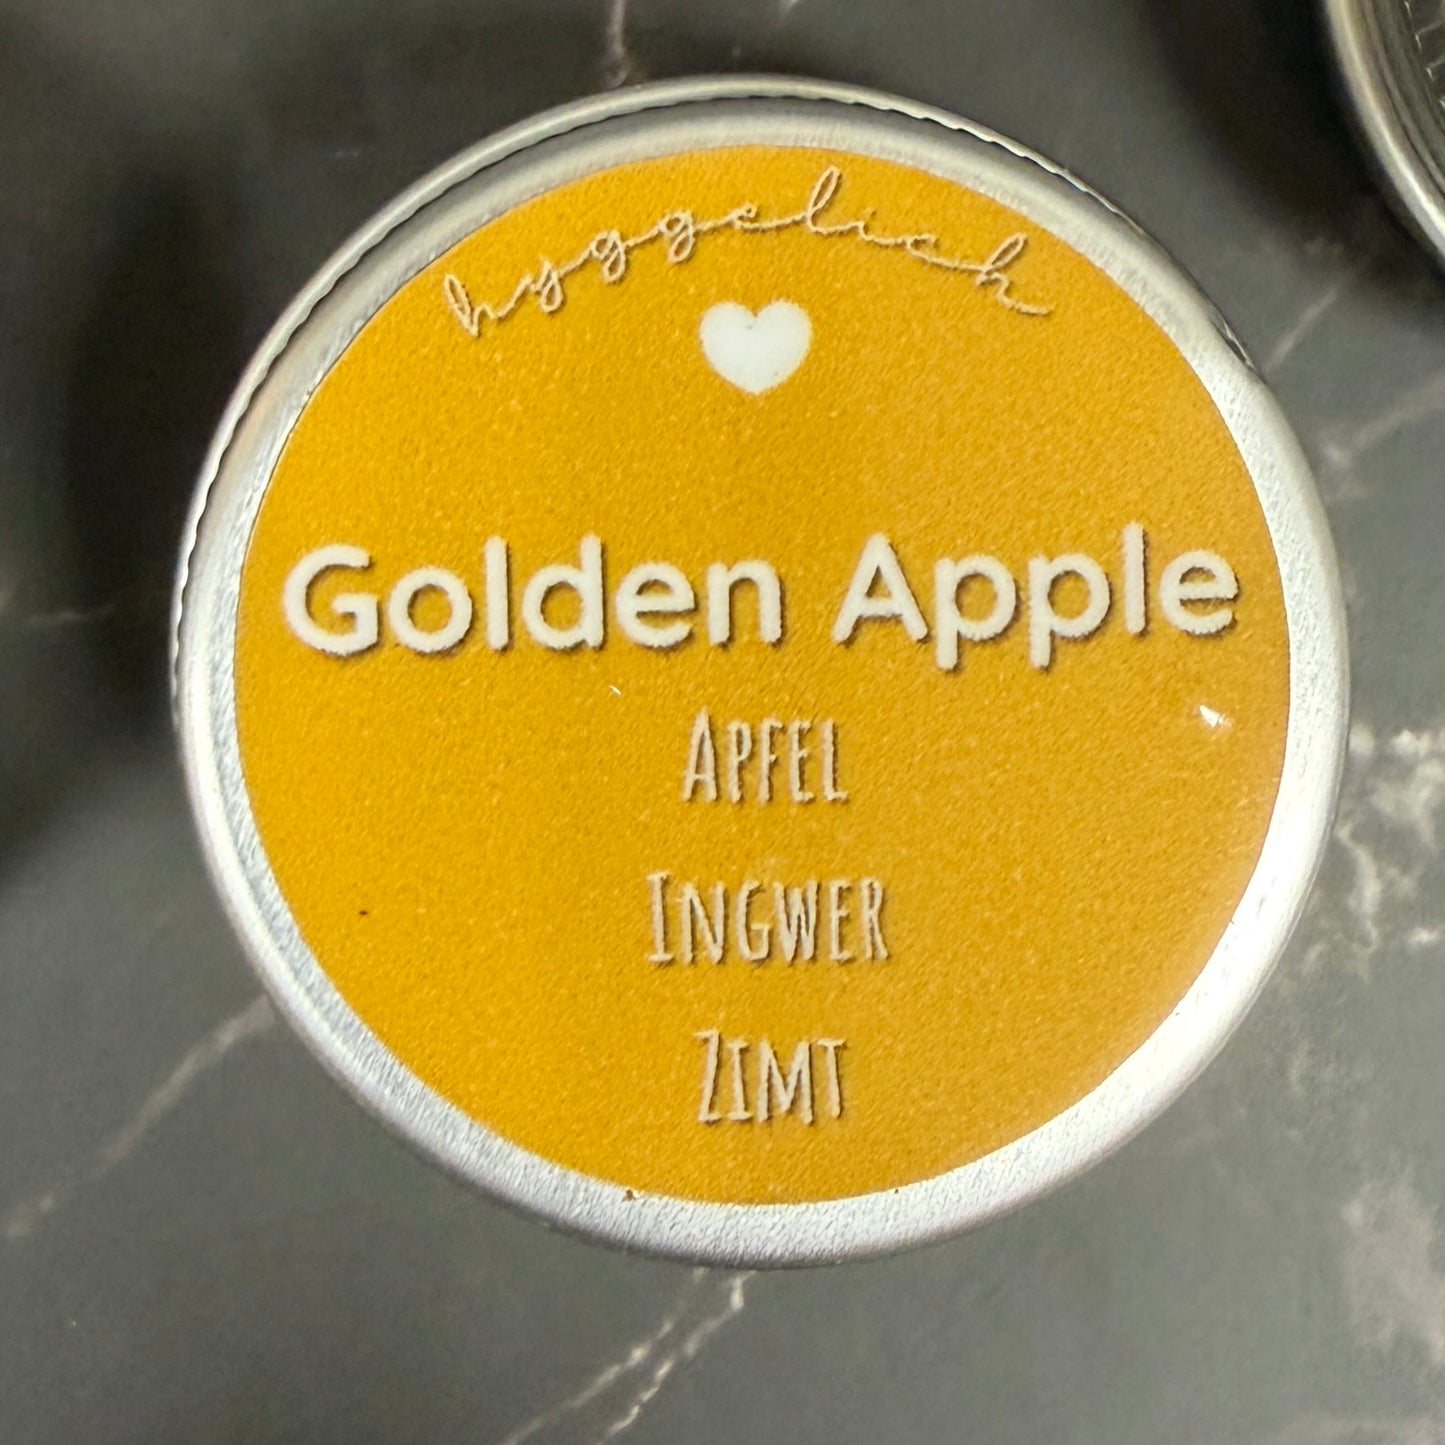 hyggelich
Golden Apple
APFEL
INGWER
ZIMT